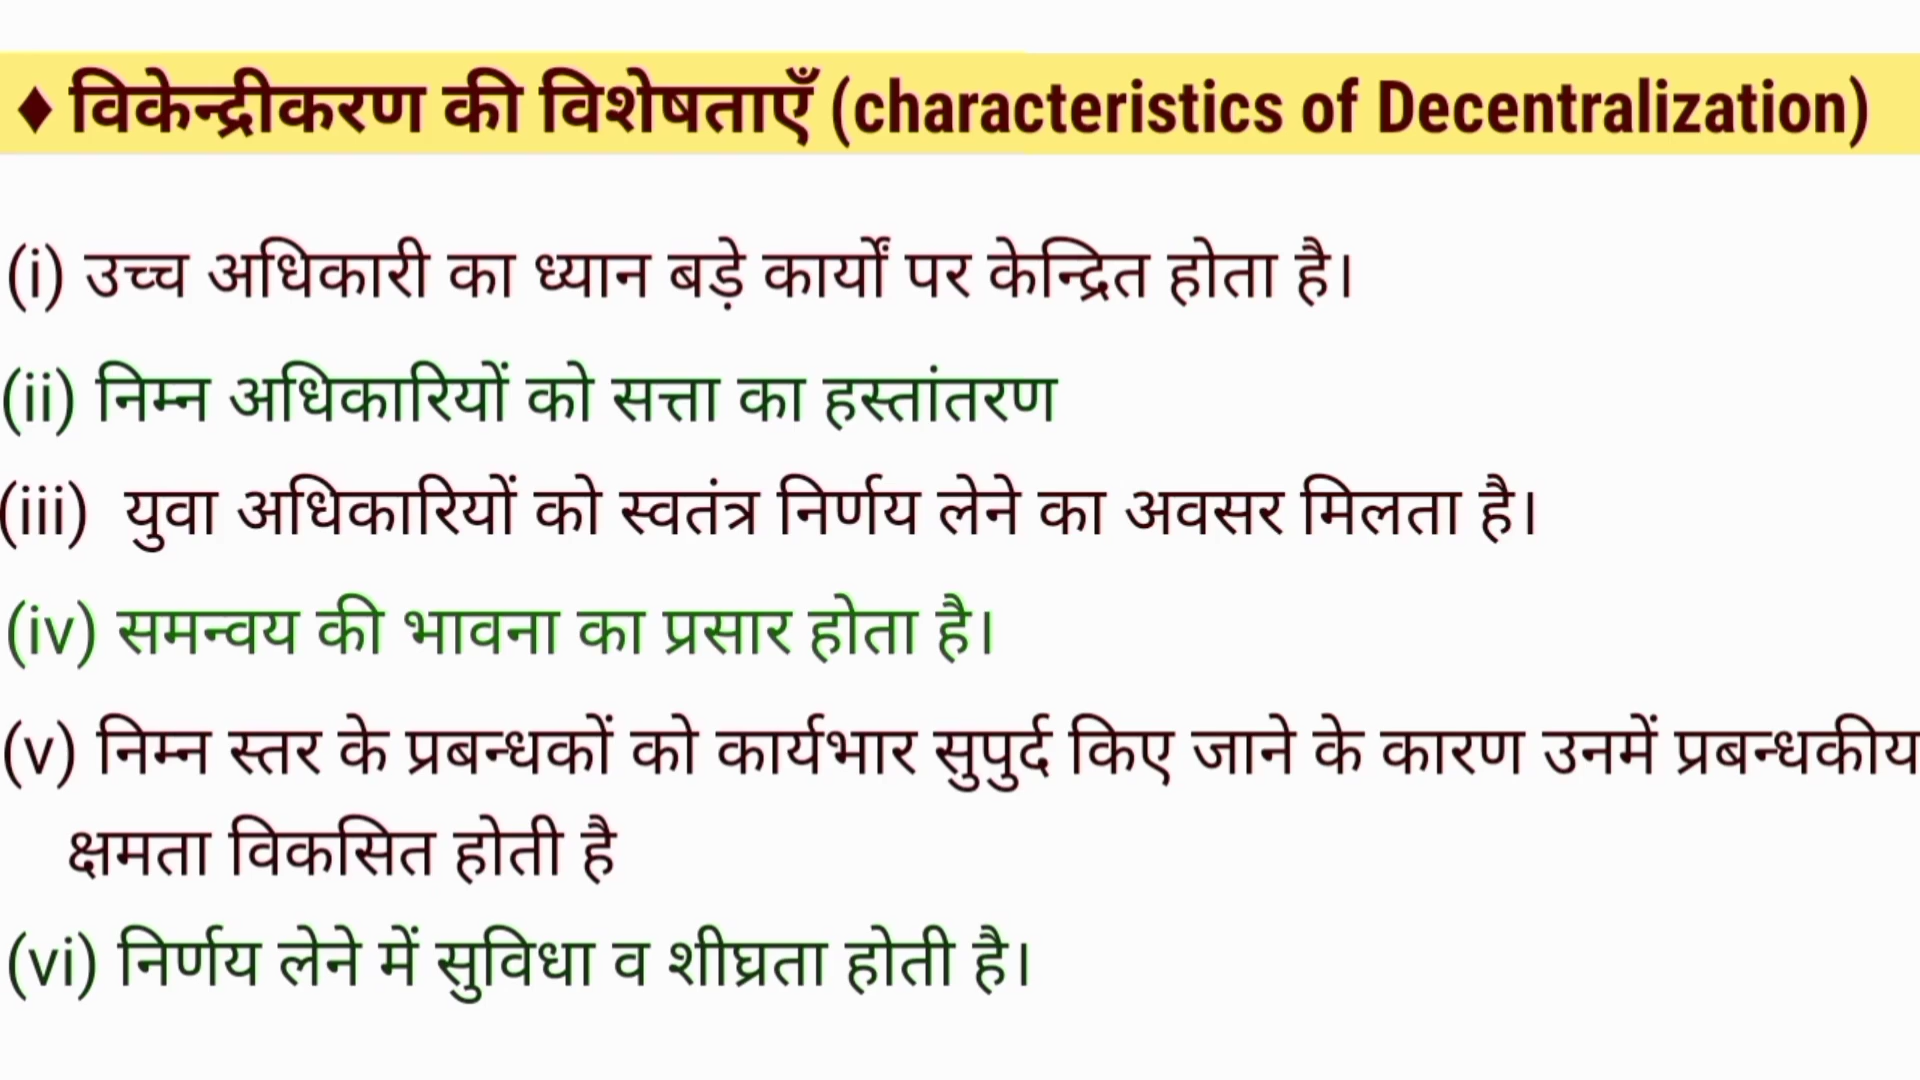 ♦ विकेन्द्रीकरण की विशेषताएँ (characteristics of Decentralization)
(i) उच्च अधिकारी का ध्यान बड़े कार्यों पर केन्द्रित होता है।
(ii) निम्न अधिकारियों को सत्ता का हस्तांतरण
(iii) युवा अधिकारियों को स्वतंत्र निर्णय लेने का अवसर मिलता है।
(iv) समन्वय की भावना का प्रसार होता है।
(v) निम्न स्तर के प्रबन्धकों को कार्यभार सुपुर्द किए जाने के कारण उनमें प्रबन्धकीय
क्षमता विकसित होती है
(vi) निर्णय लेने में सुविधा व शीघ्रता होती है।